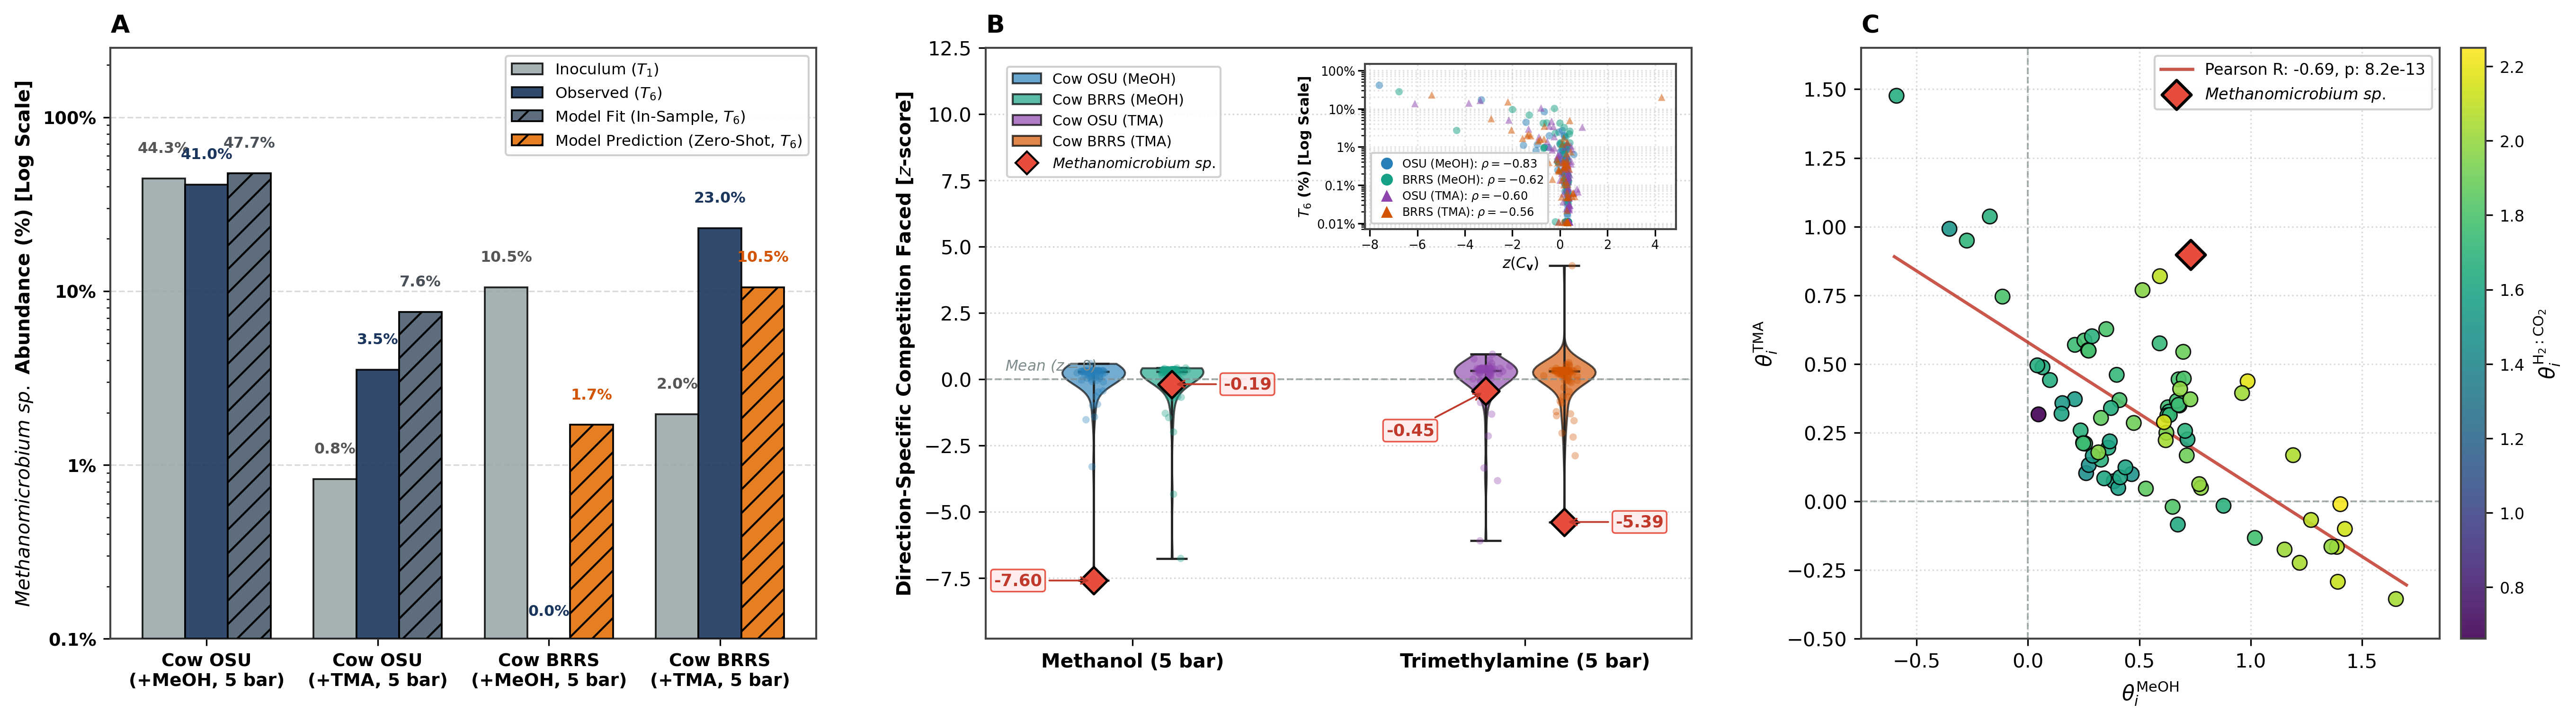 A
Methanomicrobium sp. Abundance (%) [Log Scale]
100%
10%
1%
0.1%
Inoculum (T₁)
Observed (T₆)
Model Fit (In-Sample, T₆)
Model Prediction (Zero-Shot, T₆)
44.3%
41.0%
47.7%
0.8%
3.5%
7.6%
10.5%
0.0%
1.7%
2.0%
23.0%
10.5%
Cow OSU
(+MeOH, 5 bar)
Cow OSU
(+TMA, 5 bar)
Cow BRRS
(+MeOH, 5 bar)
Cow BRRS
(+TMA, 5 bar)
B
Direction-Specific Competition Faced [z-score]
12.5
10.0
7.5
5.0
2.5
0.0
−2.5
−5.0
−7.5
Cow OSU (MeOH)
Cow BRRS (MeOH)
Cow OSU (TMA)
Cow BRRS (TMA)
Methanomicrobium sp.
Mean (z
-7.60
-0.19
-0.45
-5.39
Methanol (5 bar)
Trimethylamine (5 bar)
T₆ (%) [Log Scale]
100%
10%
1%
0.1%
0.01%
OSU (MeOH): ρ = −0.83
BRRS (MeOH): ρ = −0.62
OSU (TMA): ρ = −0.60
BRRS (TMA): ρ = −0.56
−8 −6 −4 −2 0 2 4
z(Cᵥ)
C
θᵢ^TMA
1.50
1.25
1.00
0.75
0.50
0.25
0.00
−0.25
−0.50
Pearson R: -0.69, p: 8.2e-13
Methanomicrobium sp.
−0.5 0.0 0.5 1.0 1.5
θᵢ^MeOH
2.2
2.0
1.8
1.6
1.4
1.2
1.0
0.8
θᵢ^H₂:CO₂